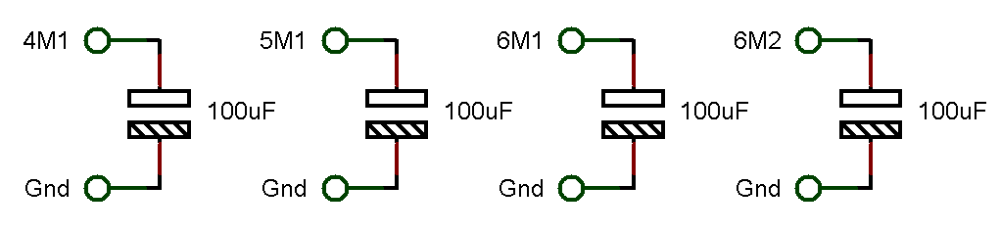 4M1 5M1 6M1 6M2
100uF 100uF 100uF 100uF
Gnd Gnd Gnd Gnd